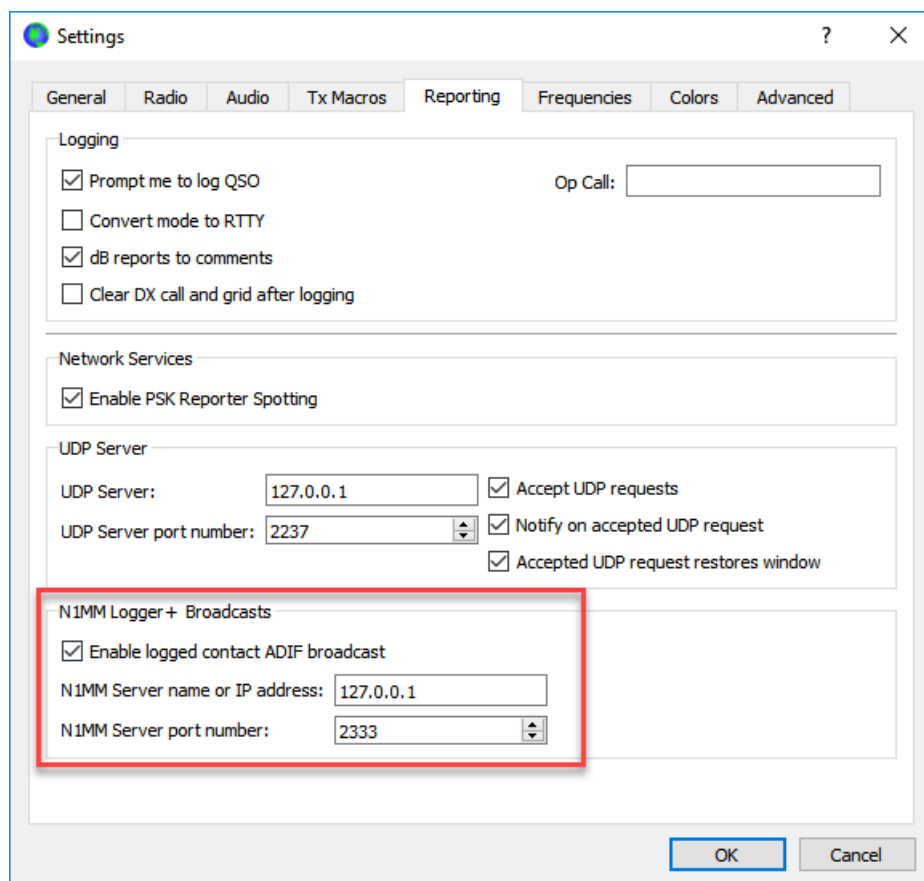 Settings
?
General Radio Audio Tx Macros Reporting Frequencies Colors Advanced
Logging
Prompt me to log QSO Op Call:
Convert mode to RTTY
dB reports to comments
Clear DX call and grid after logging
Network Services
Enable PSK Reporter Spotting
UDP Server
UDP Server: 127.0.0.1 Accept UDP requests
UDP Server port number: 2237 Notify on accepted UDP request
Accepted UDP request restores window
N1MM Logger+ Broadcasts
Enable logged contact ADIF broadcast
N1MM Server name or IP address: 127.0.0.1
N1MM Server port number: 2333
OK Cancel